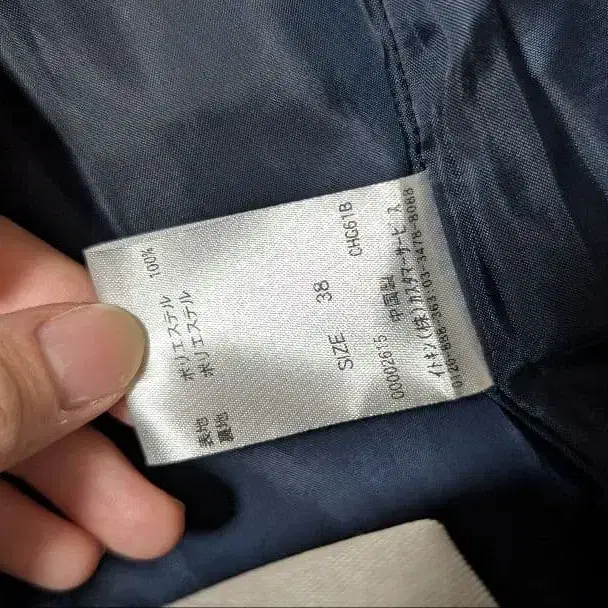 表地 ポリエステル 100%
裏地 ポリエステル
SIZE 38 CHG61B
00002615 中国製
イトキン(株)カスタマーサービス
0120-888-363.03-3478-8088